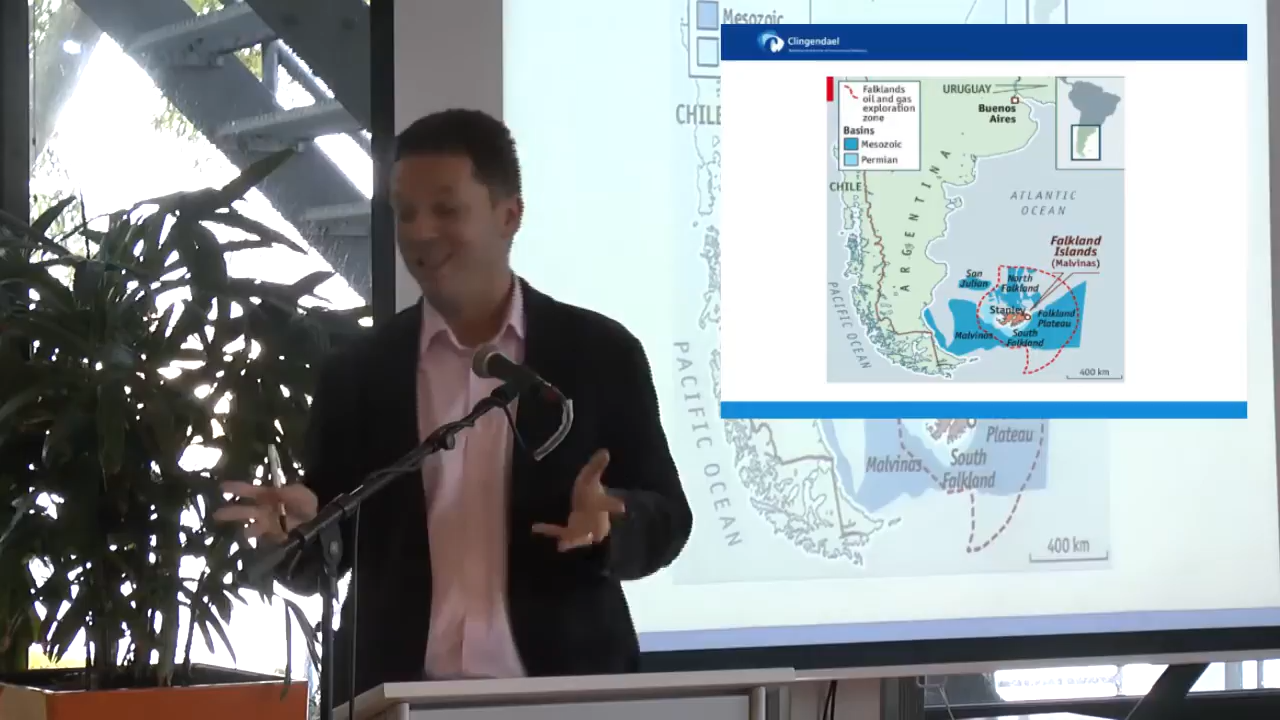 Mesozoic
CHILE
PACIFIC OCEAN
Plateau
Malvinas
South
Falkland
400 km
Clingendael
Falklands
oil and gas
exploration
zone
Basins
Mesozoic
Permian
URUGUAY
Buenos
Aires
CHILE
ARGENTINA
ATLANTIC
OCEAN
PACIFIC OCEAN
Falkland
Islands
(Malvinas)
San
Julian
North
Falkland
Stanley
Falkland
Plateau
Malvinas
South
Falkland
400 km